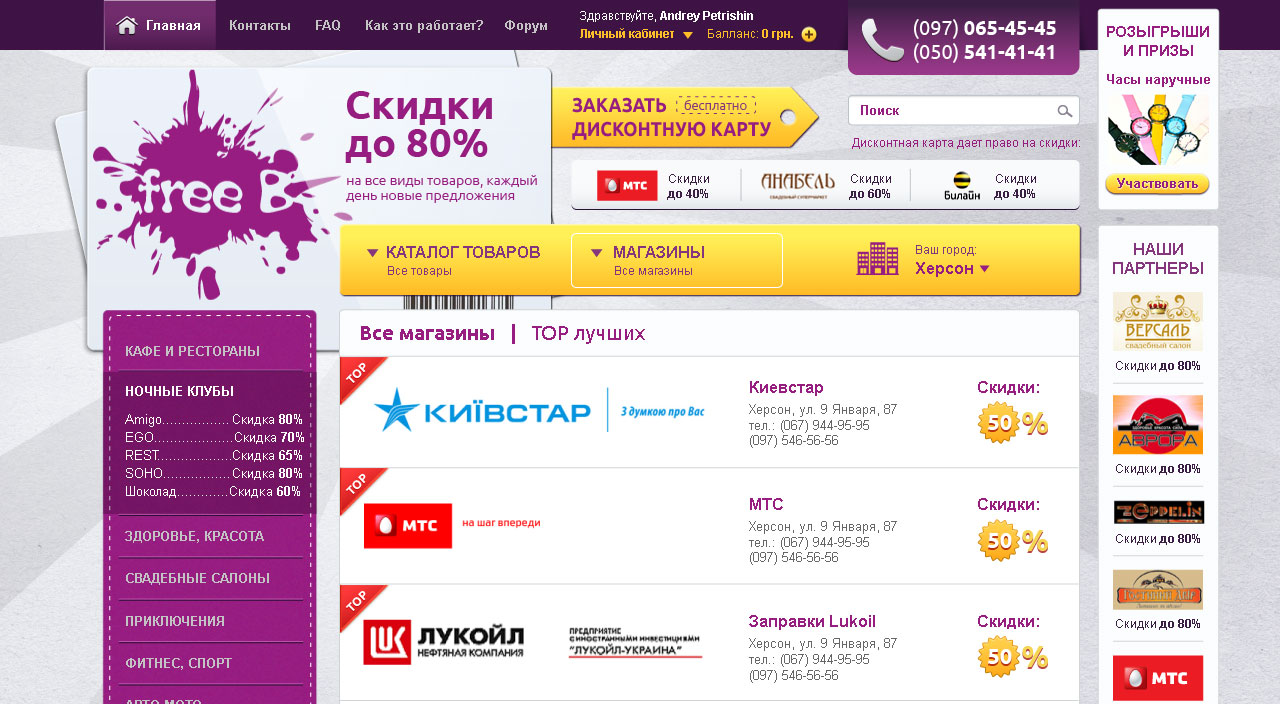 Главная
Контакты
FAQ
Как это работает?
Форум
Здравствуйте, Andrey Petrishin
Личный кабинет
Балланс: 0 грн.
(097) 065-45-45
(050) 541-41-41
РОЗЫГРЫШИ
И ПРИЗЫ
Часы наручные
Участвовать
free B
Скидки
до 80%
на все виды товаров, каждый
день новые предложения
ЗАКАЗАТЬ бесплатно
ДИСКОНТНУЮ КАРТУ
Поиск
Дисконтная карта дает право на скидки:
МТС
Скидки
до 40%
АНАБЕЛЬ
СВАДЕБНЫЙ СУПЕРМАРКЕТ
Скидки
до 60%
Билайн
Скидки
до 40%
КАТАЛОГ ТОВАРОВ
Все товары
МАГАЗИНЫ
Все магазины
Ваш город:
Херсон
КАФЕ И РЕСТОРАНЫ
НОЧНЫЕ КЛУБЫ
Amigo................. Скидка 80%
EGO....................Скидка 70%
REST.................. Скидка 65%
SOHO.................. Скидка 80%
Шоколад.............Скидка 60%
ЗДОРОВЬЕ, КРАСОТА
СВАДЕБНЫЕ САЛОНЫ
ПРИКЛЮЧЕНИЯ
ФИТНЕС, СПОРТ
АВТО МОТО
Все магазины | TOP лучших
TOP
КИЇВСТАР
З думкою про Вас
Киевстар
Херсон, ул. 9 Января, 87
тел.: (067) 944-95-95
(097) 546-56-56
Скидки:
50 %
TOP
МТС
на шаг впереди
МТС
Херсон, ул. 9 Января, 87
тел.: (067) 944-95-95
(097) 546-56-56
Скидки:
50 %
TOP
ЛУКОЙЛ
НЕФТЯНАЯ КОМПАНИЯ
ПРЕДПРИЯТИЕ
С ИНОСТРАННЫМИ ИНВЕСТИЦИЯМИ
"ЛУКОЙЛ-УКРАИНА"
Заправки Lukoil
Херсон, ул. 9 Января, 87
тел.: (067) 944-95-95
(097) 546-56-56
Скидки:
50 %
НАШИ
ПАРТНЕРЫ
ВЕРСАЛЬ
свадебный салон
Скидки до 80%
ЗДОРОВЬЕ КРАСОТА СИЛА
АВРОРА
Скидки до 80%
ZEPPELIN
Скидки до 80%
Скидки до 80%
МТС